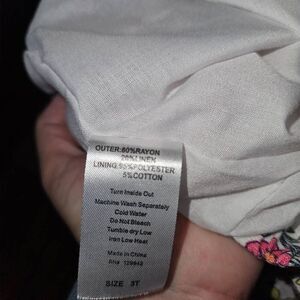 OUTER:80%RAYON
20%LINEN
LINING:95%POLYESTER
5%COTTON
Turn Inside Out
Machine Wash Separately
Cold Water
Do Not Bleach
Tumble dry Low
Iron Low Heat
Made in China
SIZE 3T